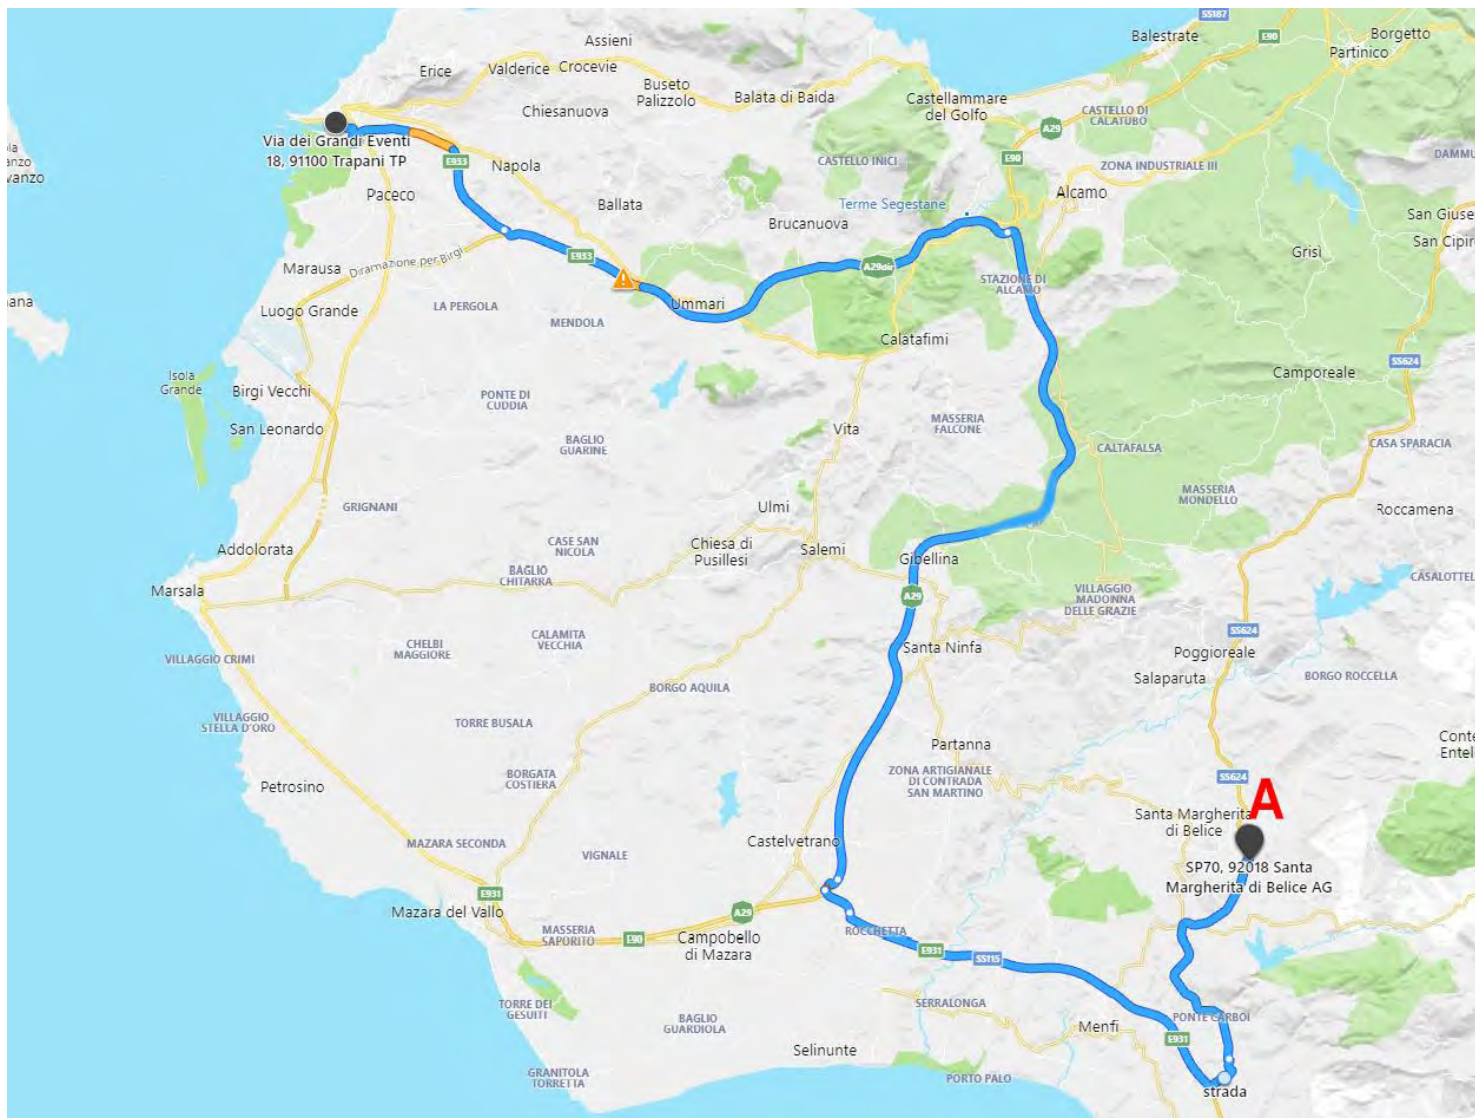 SS187
Balestrate
Borgetto
E90
Partinico
Assieni
Valderice
Crocevie
Erice
Buseto
Palizzolo
Balata di Baida
Castellammare
del Golfo
CASTELLO DI
CALATUBO
A29
Chiesanuova
Via dei Grandi Eventi
18, 91100 Trapani TP
E933
Napola
CASTELLO INICI
E90
ZONA INDUSTRIALE III
DAMMU
anzo
vanzo
Paceco
Ballata
Terme Segestane
Alcamo
Brucanuova
San Giuse
San Cipir
Grisì
Marausa
Diramazione per Birgi
E933
A29dir
STAZIONE DI
ALCAMO
ana
Luogo Grande
LA PERGOLA
MENDOLA
Ummari
Calatafimi
SS624
Camporeale
Isola
Grande
Birgi Vecchi
PONTE DI
CUDDIA
San Leonardo
BAGLIO
GUARINE
Vita
MASSERIA
FALCONE
CALTAFALSA
CASA SPARACIA
GRIGNANI
Ulmi
MASSERIA
MONDELLO
Roccamena
Addolorata
CASE SAN
NICOLA
Chiesa di
Pusillesi
Salemi
Gibellina
BAGLIO
CHITARRA
CASALOTTEL
Marsala
A29
VILLAGGIO
MADONNA
DELLE GRAZIE
VILLAGGIO CRIMI
CHELBI
MAGGIORE
CALAMITA
VECCHIA
Santa Ninfa
SS624
Poggioreale
Salaparuta
BORGO ROCCELLA
BORGO AQUILA
VILLAGGIO
STELLA D'ORO
TORRE BUSALA
Partanna
Conte
Entel
Petrosino
BORGATA
COSTIERA
ZONA ARTIGIANALE
DI CONTRADA
SAN MARTINO
SS624
A
Santa Margherita
di Belice
MAZARA SECONDA
VIGNALE
Castelvetrano
SP70, 92018 Santa
Margherita di Belice AG
E931
Mazara del Vallo
A29
MASSERIA
SAPORITO
E90
Campobello
di Mazara
ROCCHETTA
E931
SS115
TORRE DEI
GESUITI
BAGLIO
GUARDIOLA
SERRALONGA
Menfi
PONTE CARBOI
E931
Selinunte
GRANITOLA
TORRETTA
PORTO PALO
strada